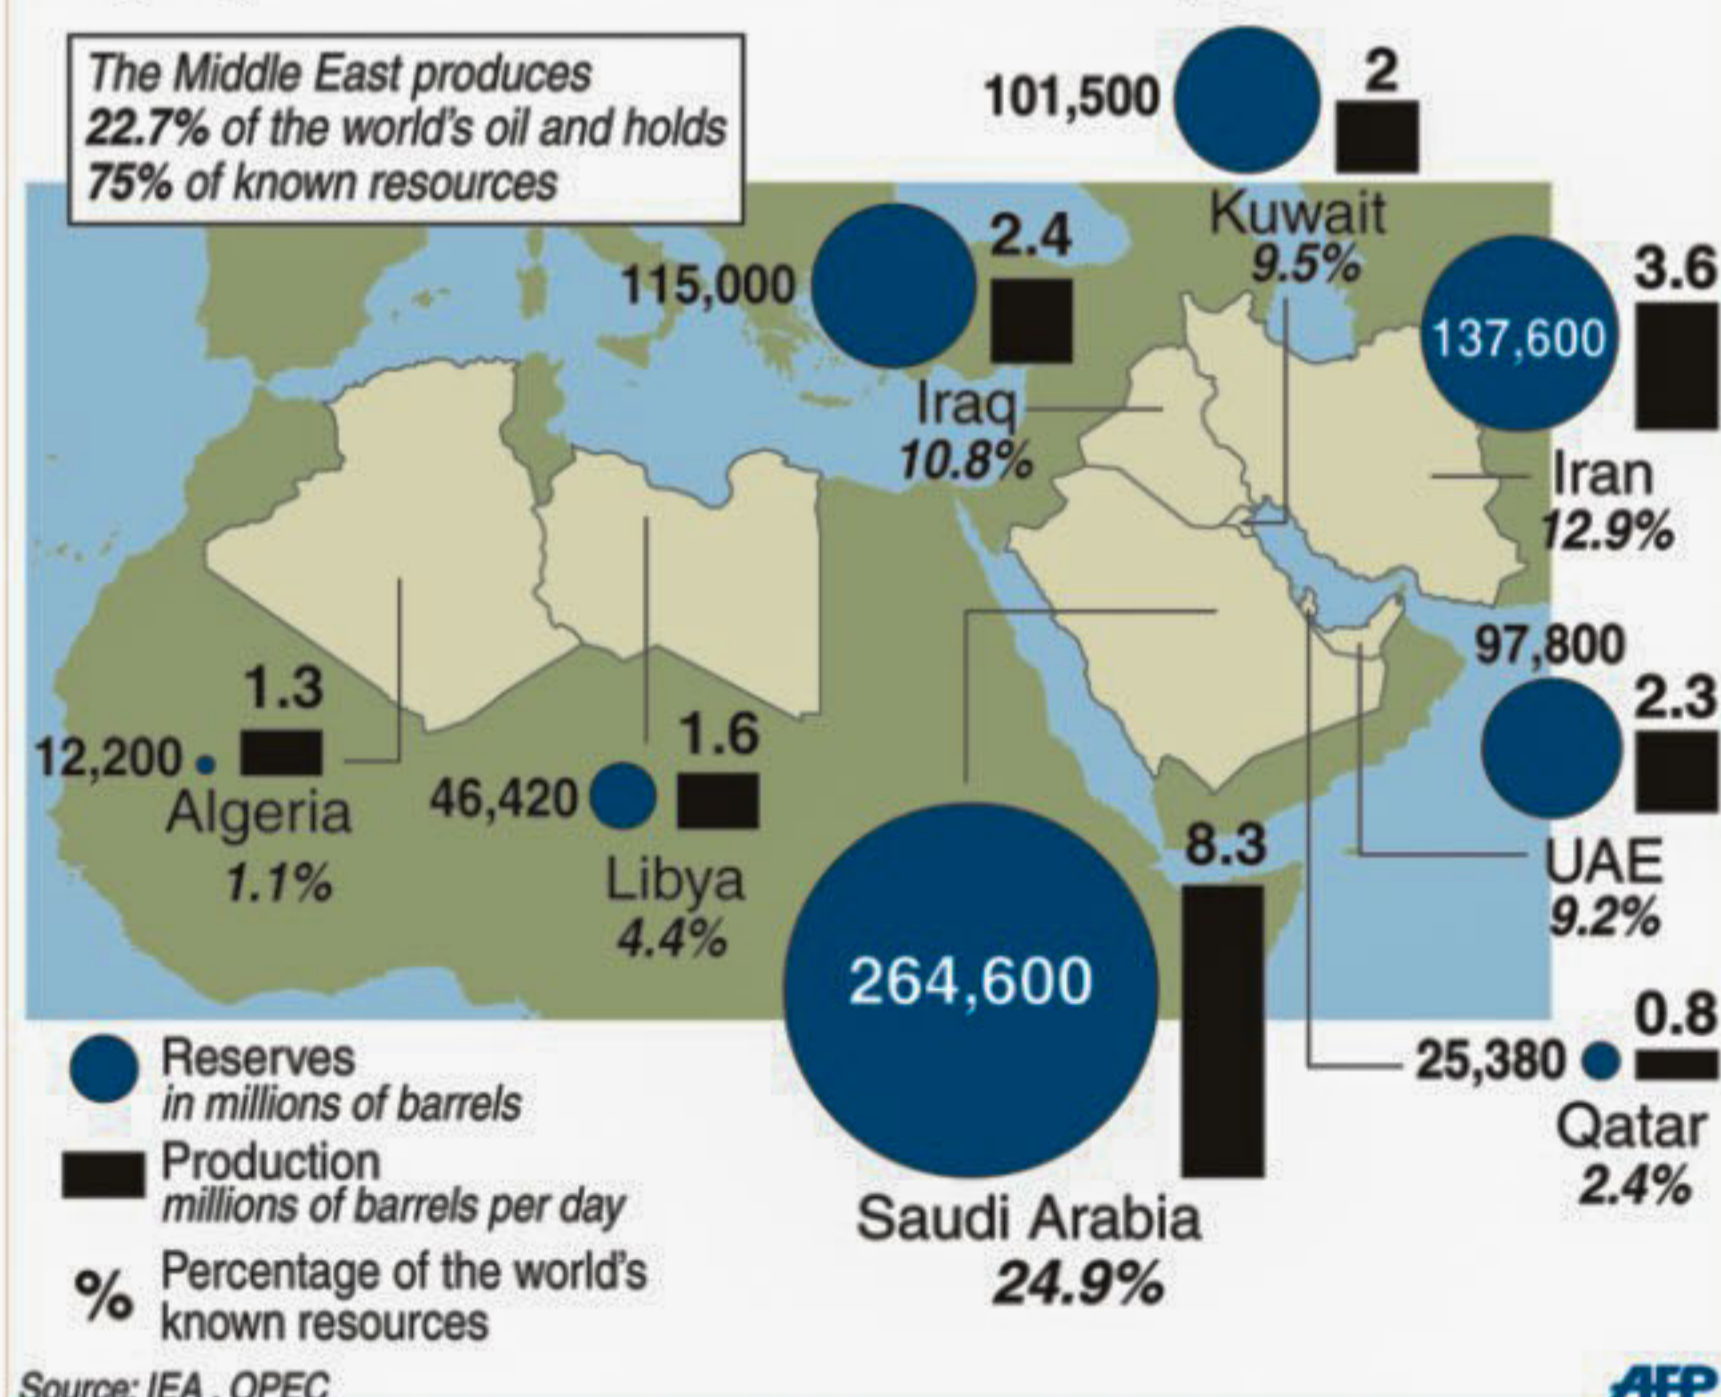 The Middle East produces
22.7% of the world's oil and holds
75% of known resources
101,500
2
Kuwait
9.5%
115,000
2.4
Iraq
10.8%
137,600
3.6
Iran
12.9%
97,800
2.3
UAE
9.2%
12,200
1.3
Algeria
1.1%
46,420
1.6
Libya
4.4%
264,600
8.3
Saudi Arabia
24.9%
25,380
0.8
Qatar
2.4%
Reserves
in millions of barrels
Production
millions of barrels per day
%
Percentage of the world's
known resources
Source: IEA , OPEC
AFP